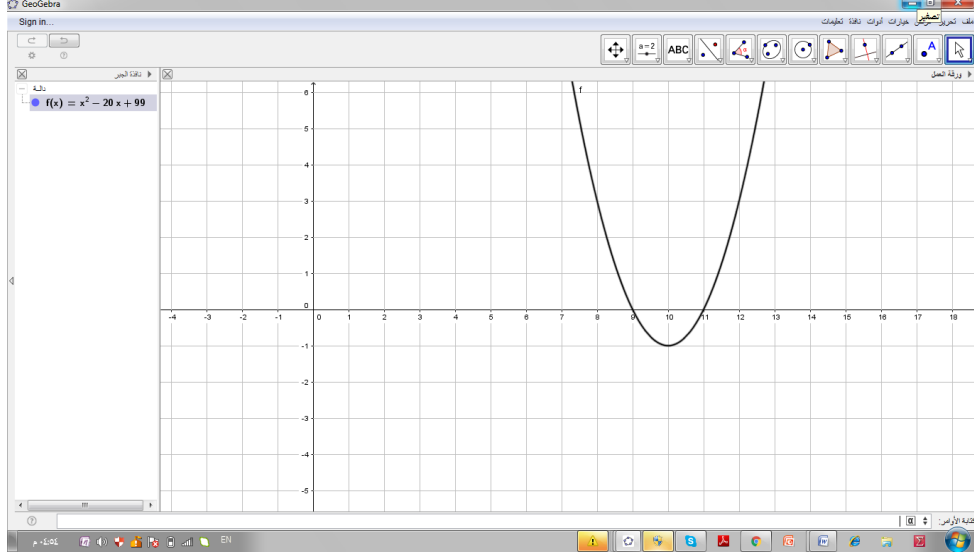 GeoGebra
Sign in...
ملف تحرير خيارات أدوات نافذة تعليمات
تصغير
a = 2
ABC
A
نافذة الجبر
ورقة العمل
دالة
f(x) = x² − 20 x + 99
f
6
5
4
3
2
1
0
-4 -3 -2 -1 0 1 2 3 4 5 6 7 8 9 10 11 12 13 14 15 16 17 18
-1
-2
-3
-4
-5
كتابة الأوامر:
α
EN